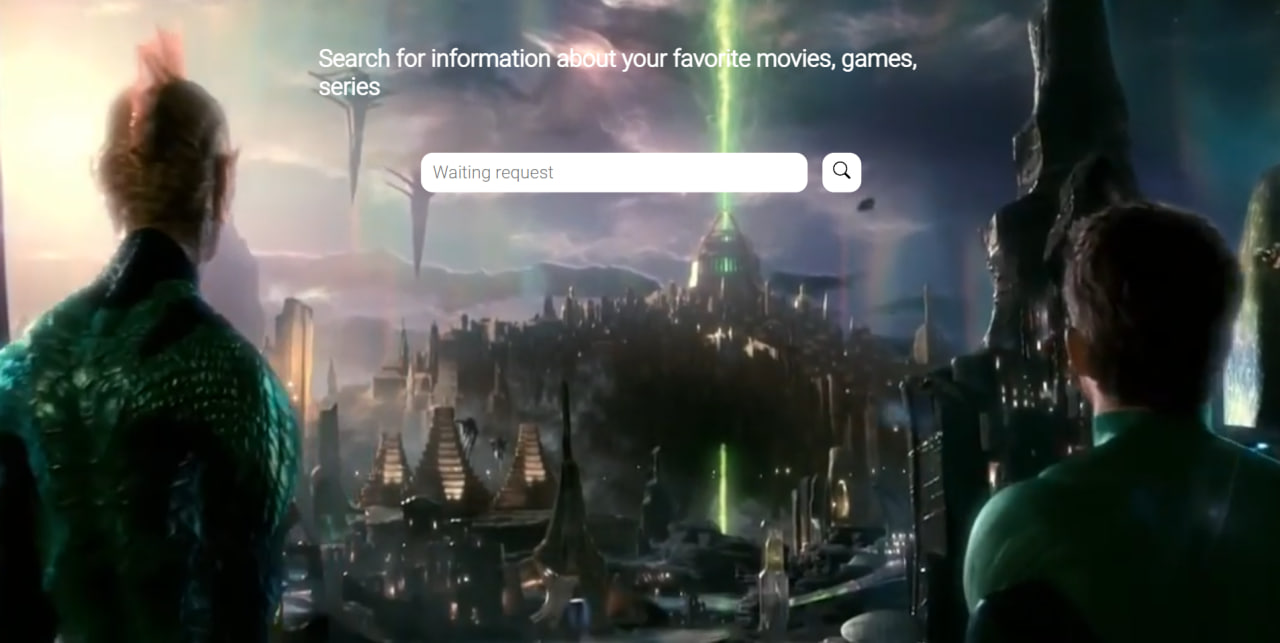 Search for information about your favorite movies, games,
series
Waiting request